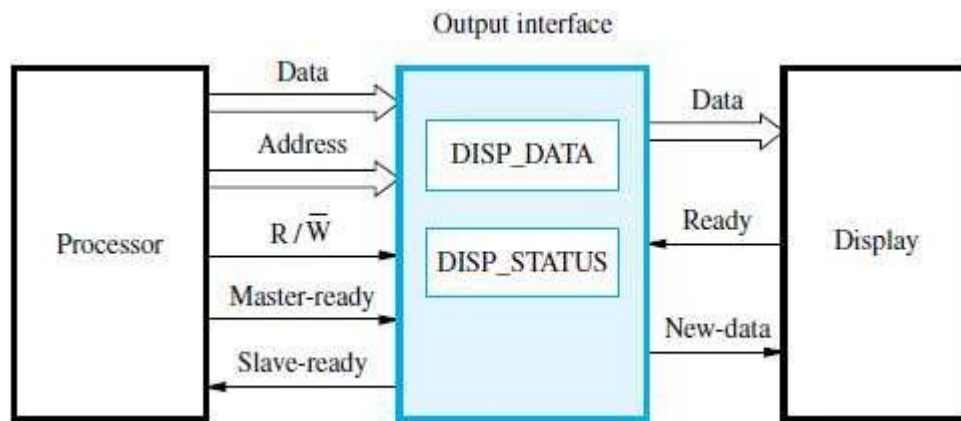 Output interface
Data
Address
R / W̅
Master-ready
Slave-ready
Processor
DISP_DATA
DISP_STATUS
Data
Ready
New-data
Display